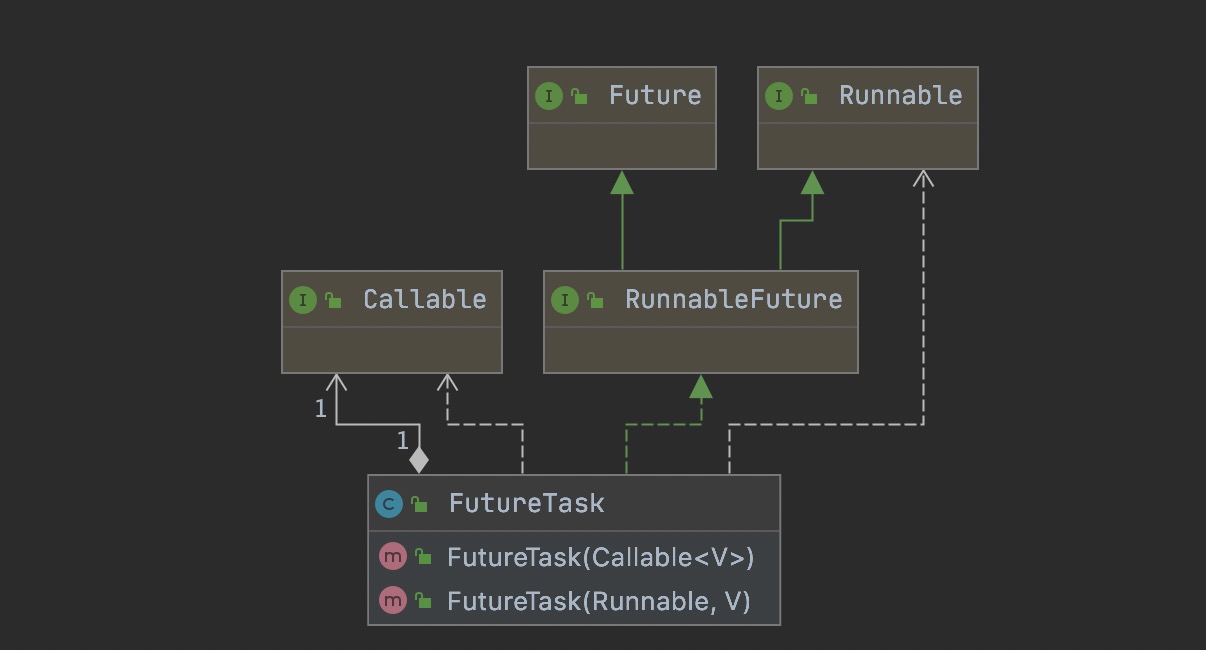 I Future
I Runnable
I Callable
I RunnableFuture
1
1
C FutureTask
m FutureTask(Callable<V>)
m FutureTask(Runnable, V)